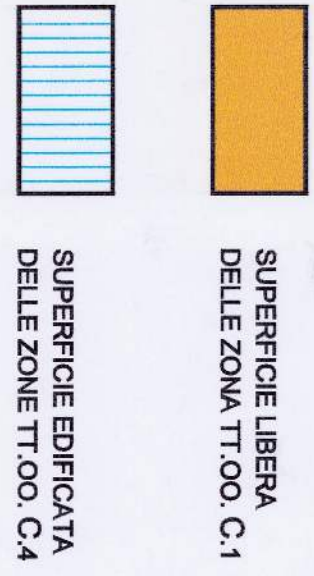 SUPERFICIE LIBERA
DELLE ZONA TT.OO. C.1
SUPERFICIE EDIFICATA
DELLE ZONE TT.OO. C.4